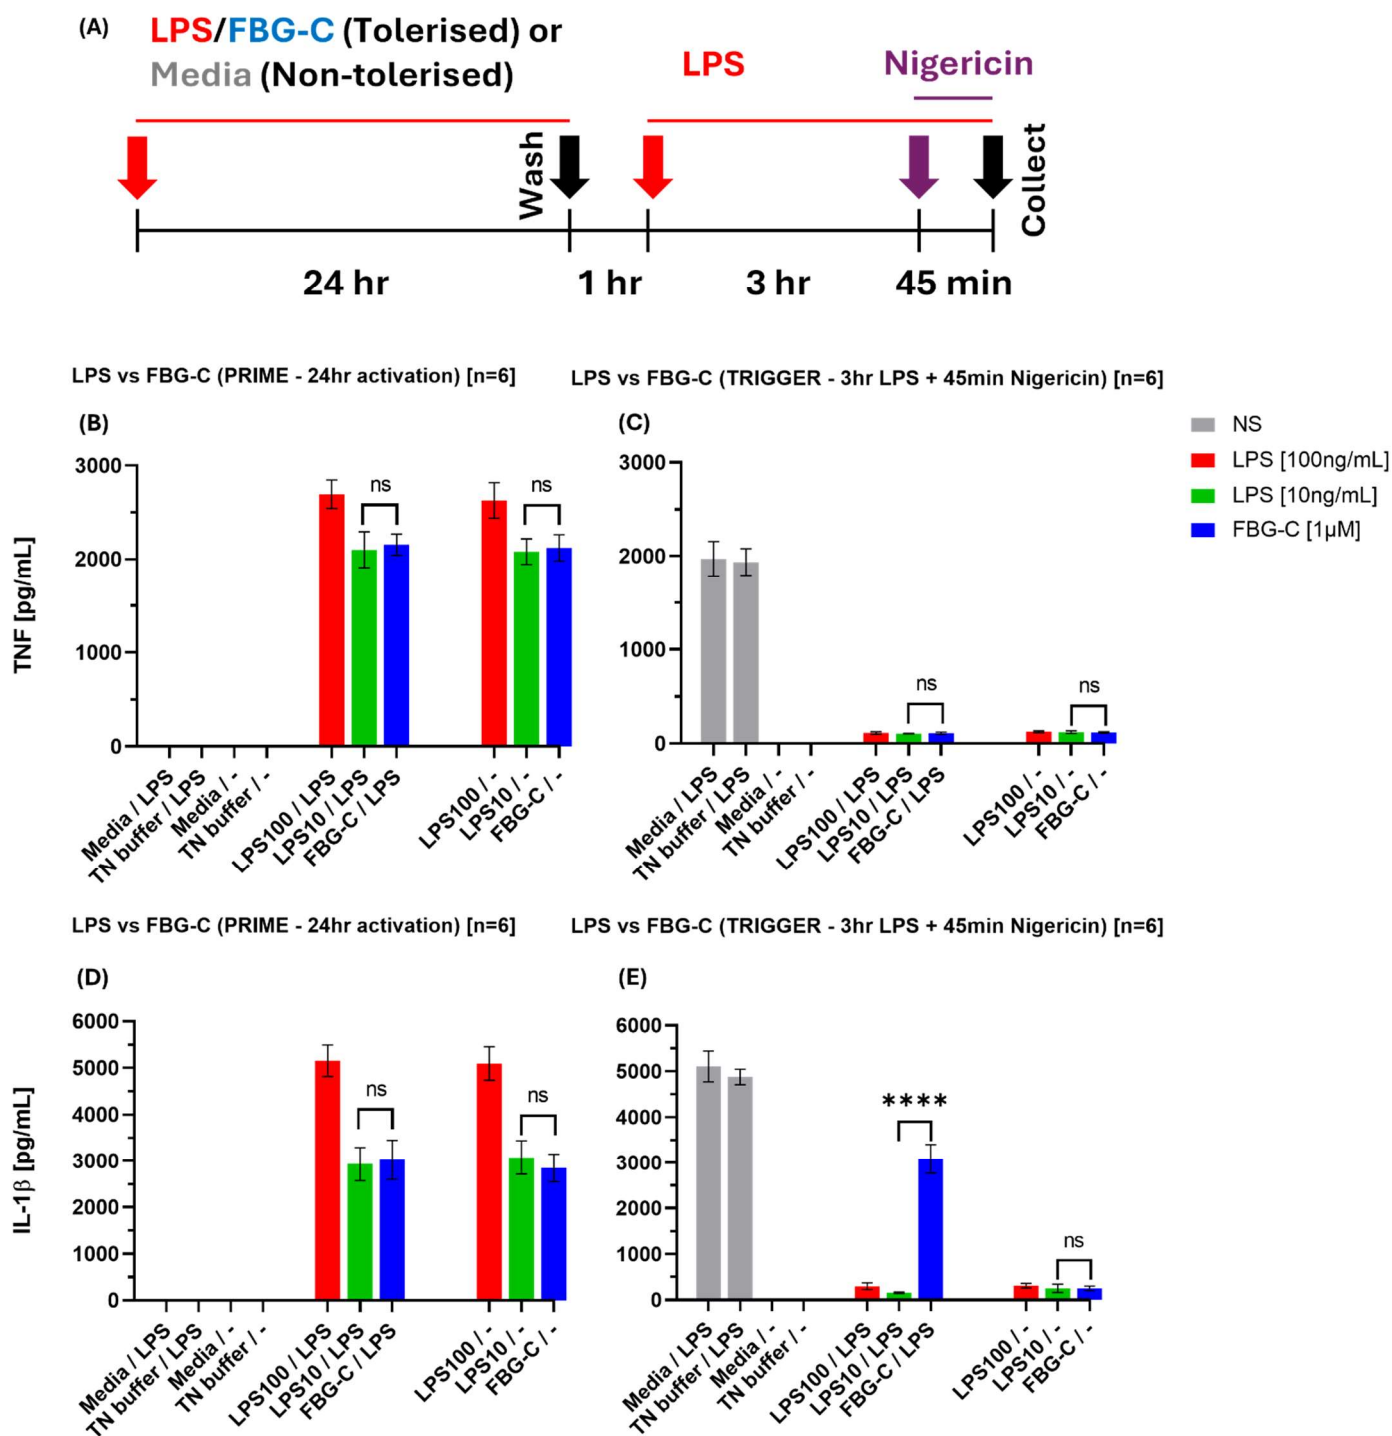 (A)
LPS/FBG-C (Tolerised) or
Media (Non-tolerised)
LPS
Nigericin
Wash
Collect
24 hr
1 hr
3 hr
45 min
LPS vs FBG-C (PRIME - 24hr activation) [n=6]
LPS vs FBG-C (TRIGGER - 3hr LPS + 45min Nigericin) [n=6]
(B)
TNF [pg/mL]
3000
2000
1000
0
ns
ns
Media / LPS
TN buffer / LPS
Media / -
TN buffer / -
LPS100 / LPS
LPS10 / LPS
FBG-C / LPS
LPS100 / -
LPS10 / -
FBG-C / -
(C)
3000
2000
1000
0
ns
ns
Media / LPS
TN buffer / LPS
Media / -
TN buffer / -
LPS100 / LPS
LPS10 / LPS
FBG-C / LPS
LPS100 / -
LPS10 / -
FBG-C / -
NS
LPS [100ng/mL]
LPS [10ng/mL]
FBG-C [1µM]
LPS vs FBG-C (PRIME - 24hr activation) [n=6]
LPS vs FBG-C (TRIGGER - 3hr LPS + 45min Nigericin) [n=6]
(D)
IL-1β [pg/mL]
6000
5000
4000
3000
2000
1000
0
ns
ns
Media / LPS
TN buffer / LPS
Media / -
TN buffer / -
LPS100 / LPS
LPS10 / LPS
FBG-C / LPS
LPS100 / -
LPS10 / -
FBG-C / -
(E)
6000
5000
4000
3000
2000
1000
0
****
ns
Media / LPS
TN buffer / LPS
Media / -
TN buffer / -
LPS100 / LPS
LPS10 / LPS
FBG-C / LPS
LPS100 / -
LPS10 / -
FBG-C / -